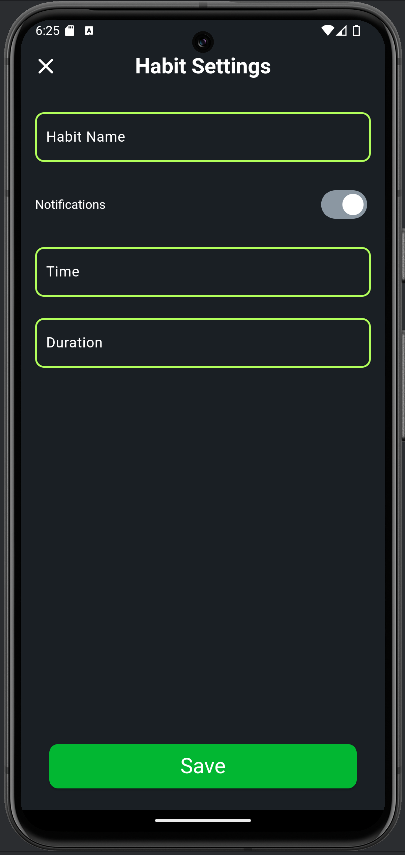 6:25
Habit Settings
Habit Name
Notifications
Time
Duration
Save